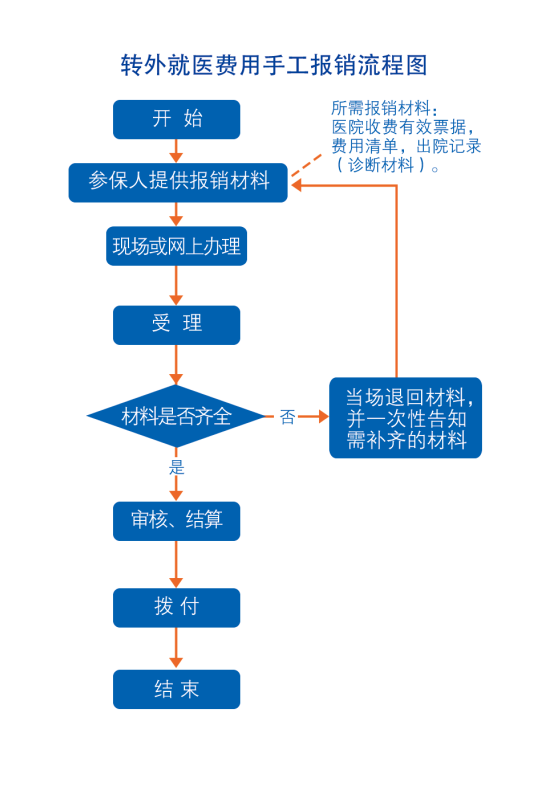 转外就医费用手工报销流程图
开 始
所需报销材料：
医院收费有效票据，
费用清单，出院记录
（诊断材料）。
参保人提供报销材料
现场或网上办理
受 理
材料是否齐全
否
当场退回材料，
并一次性告知
需补齐的材料
是
审核、结算
拨 付
结 束